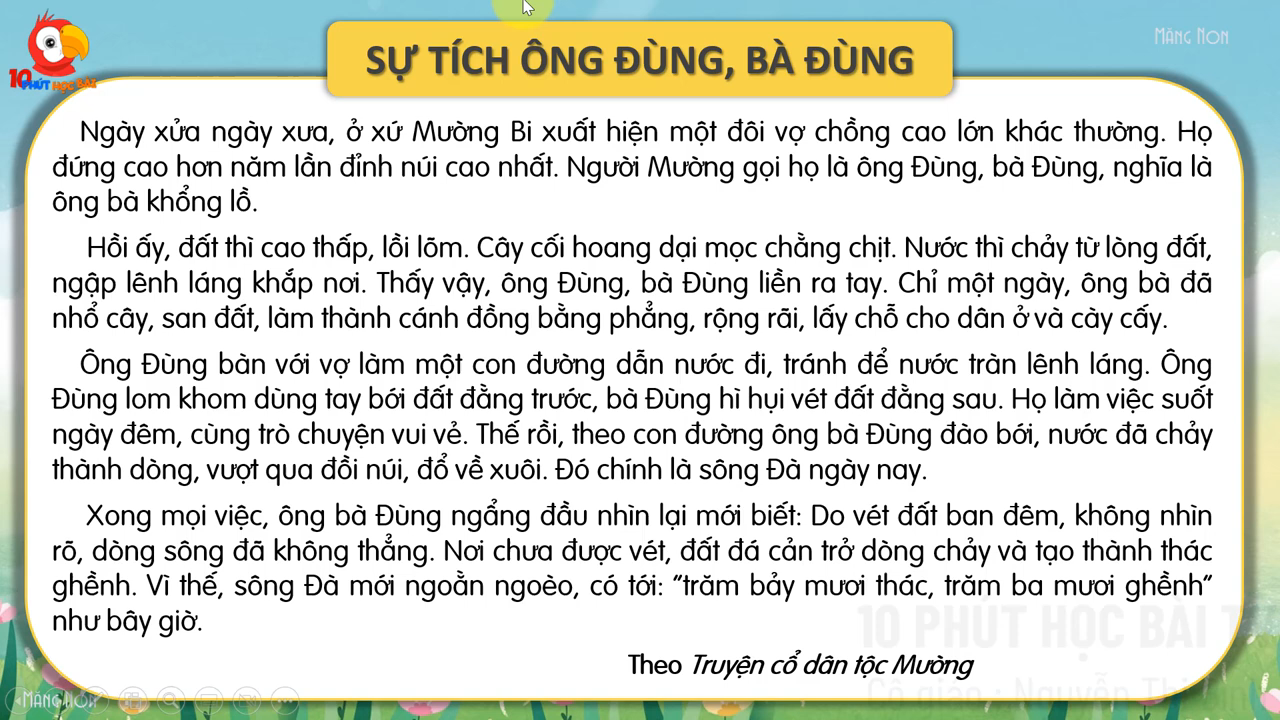 MĂNG NON
10
PHÚT HỌC BÀI
SỰ TÍCH ÔNG ĐÙNG, BÀ ĐÙNG
Ngày xửa ngày xưa, ở xứ Mường Bi xuất hiện một đôi vợ chồng cao lớn khác thường. Họ
đứng cao hơn năm lần đỉnh núi cao nhất. Người Mường gọi họ là ông Đùng, bà Đùng, nghĩa là
ông bà khổng lồ.
Hồi ấy, đất thì cao thấp, lồi lõm. Cây cối hoang dại mọc chằng chịt. Nước thì chảy từ lòng đất,
ngập lênh láng khắp nơi. Thấy vậy, ông Đùng, bà Đùng liền ra tay. Chỉ một ngày, ông bà đã
nhổ cây, san đất, làm thành cánh đồng bằng phẳng, rộng rãi, lấy chỗ cho dân ở và cày cấy.
Ông Đùng bàn với vợ làm một con đường dẫn nước đi, tránh để nước tràn lênh láng. Ông
Đùng lom khom dùng tay bới đất đằng trước, bà Đùng hì hụi vét đất đằng sau. Họ làm việc suốt
ngày đêm, cùng trò chuyện vui vẻ. Thế rồi, theo con đường ông bà Đùng đào bới, nước đã chảy
thành dòng, vượt qua đồi núi, đổ về xuôi. Đó chính là sông Đà ngày nay.
Xong mọi việc, ông bà Đùng ngẩng đầu nhìn lại mới biết: Do vét đất ban đêm, không nhìn
rõ, dòng sông đã không thẳng. Nơi chưa được vét, đất đá cản trở dòng chảy và tạo thành thác
ghềnh. Vì thế, sông Đà mới ngoằn ngoèo, có tới: “trăm bảy mươi thác, trăm ba mươi ghềnh”
như bây giờ.
Theo Truyện cổ dân tộc Mường
10 PHÚT HỌC BÀI
Cô giáo : Nguyễn Thị
MĂNG NON